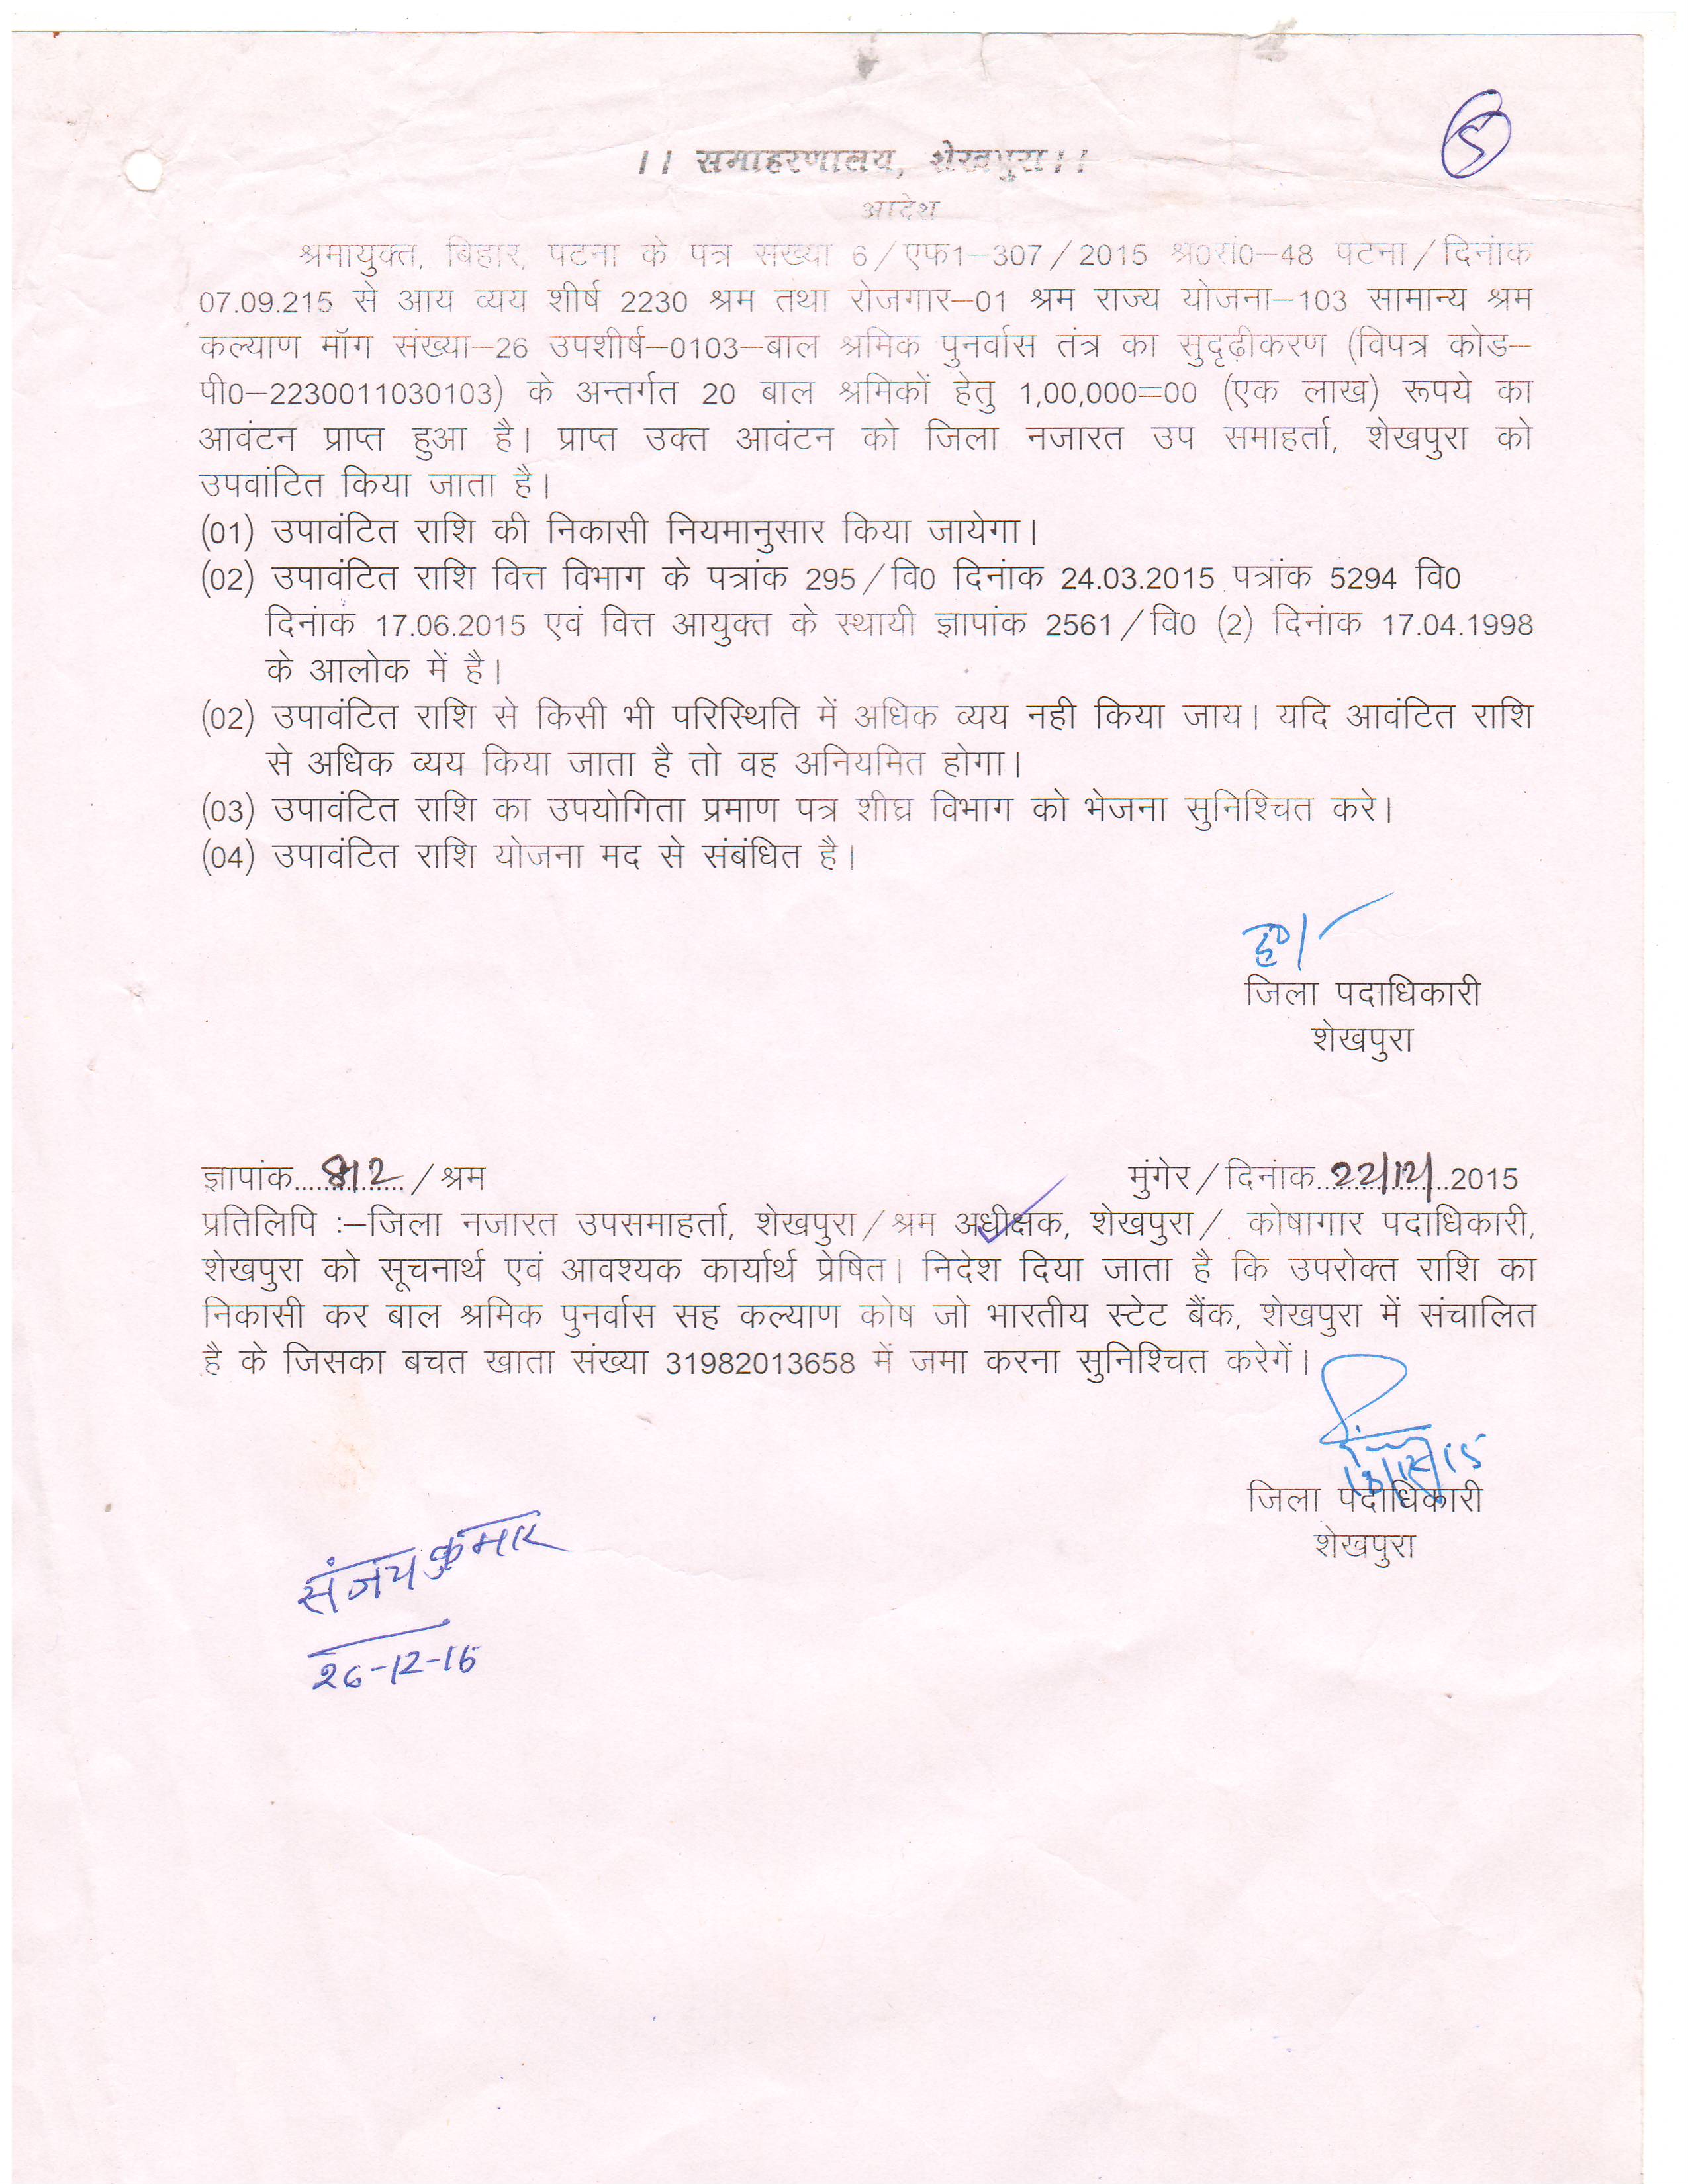 5
।। समाहरणालय, शेखपुरा।।
आदेश
श्रमायुक्त, बिहार, पटना के पत्र संख्या 6/एफ1–307/2015 श्र0सं0–48 पटना/दिनांक
07.09.215 से आय व्यय शीर्ष 2230 श्रम तथा रोजगार–01 श्रम राज्य योजना–103 सामान्य श्रम
कल्याण मॉग संख्या–26 उपशीर्ष–0103–बाल श्रमिक पुनर्वास तंत्र का सुदृढ़ीकरण (विपत्र कोड–
पी0–2230011030103) के अन्तर्गत 20 बाल श्रमिकों हेतु 1,00,000=00 (एक लाख) रूपये का
आवंटन प्राप्त हुआ है। प्राप्त उक्त आवंटन को जिला नजारत उप समाहर्ता, शेखपुरा को
उपवांटित किया जाता है।
(01) उपावंटित राशि की निकासी नियमानुसार किया जायेगा।
(02) उपावंटित राशि वित्त विभाग के पत्रांक 295/वि0 दिनांक 24.03.2015 पत्रांक 5294 वि0
दिनांक 17.06.2015 एवं वित्त आयुक्त के स्थायी ज्ञापांक 2561/वि0 (2) दिनांक 17.04.1998
के आलोक में है।
(02) उपावंटित राशि से किसी भी परिस्थिति में अधिक व्यय नही किया जाय। यदि आवंटित राशि
से अधिक व्यय किया जाता है तो वह अनियमित होगा।
(03) उपावंटित राशि का उपयोगिता प्रमाण पत्र शीघ्र विभाग को भेजना सुनिश्चित करे।
(04) उपावंटित राशि योजना मद से संबंधित है।
ह0/
जिला पदाधिकारी
शेखपुरा
ज्ञापांक....812..../श्रम मुंगेर/दिनांक....22/12/....2015
प्रतिलिपि :–जिला नजारत उपसमाहर्ता, शेखपुरा/श्रम अधीक्षक, शेखपुरा/ कोषागार पदाधिकारी,
शेखपुरा को सूचनार्थ एवं आवश्यक कार्यार्थ प्रेषित। निदेश दिया जाता है कि उपरोक्त राशि का
निकासी कर बाल श्रमिक पुनर्वास सह कल्याण कोष जो भारतीय स्टेट बैंक, शेखपुरा में संचालित
है के जिसका बचत खाता संख्या 31982013658 में जमा करना सुनिश्चित करेगें।
जिला पदाधिकारी
शेखपुरा
संजय कुमार
26-12-15